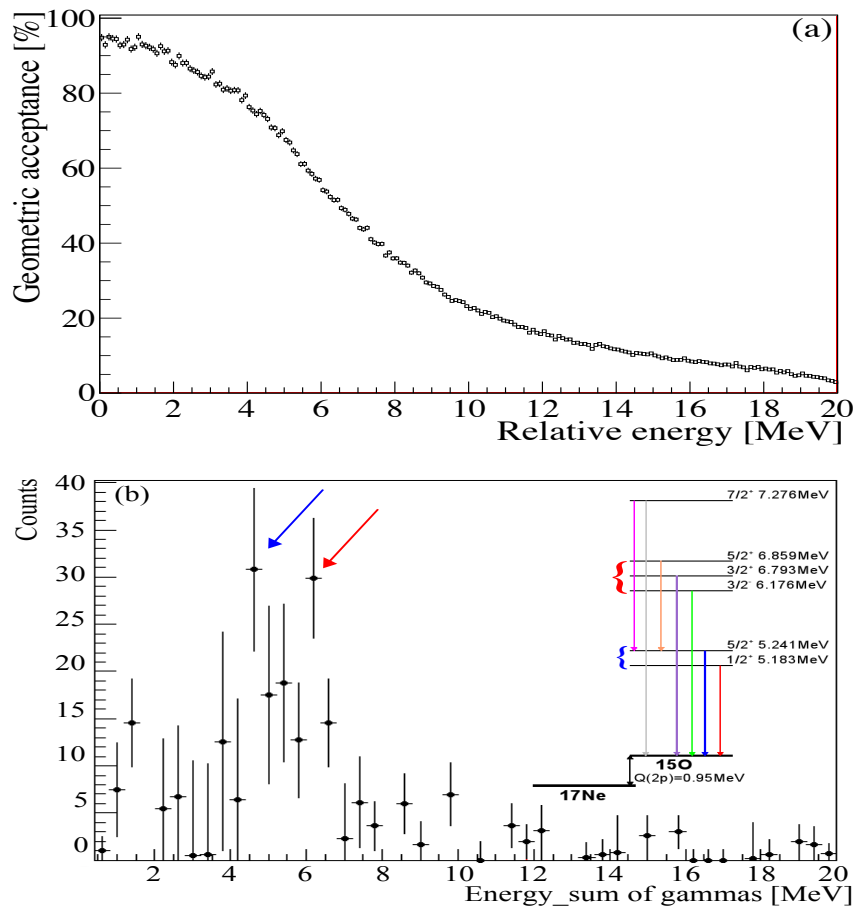 (a)
Geometric acceptance [%]
100
80
60
40
20
0
0 2 4 6 8 10 12 14 16 18 20
Relative energy [MeV]
(b)
Counts
40
35
30
25
20
15
10
5
0
7/2⁺ 7.276MeV
5/2⁺ 6.859MeV
3/2⁺ 6.793MeV
3/2⁻ 6.176MeV
5/2⁺ 5.241MeV
1/2⁺ 5.183MeV
15O
Q(2p)=0.95MeV
17Ne
2 4 6 8 10 12 14 16 18 20
Energy_sum of gammas [MeV]